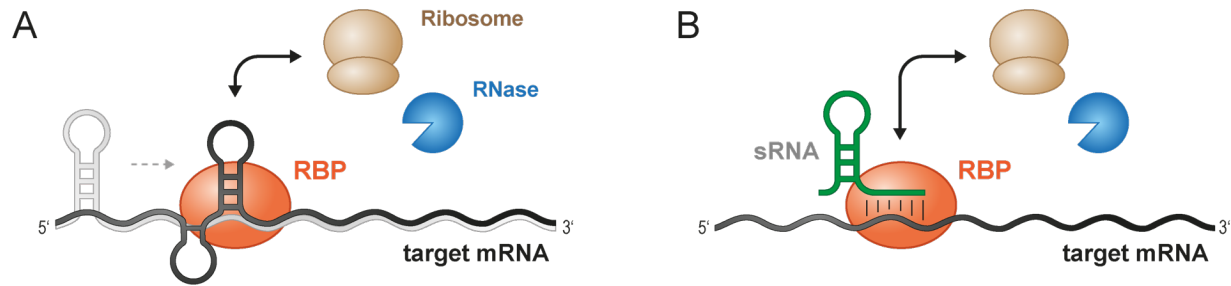 A
Ribosome
RNase
RBP
5‘
3‘
target mRNA
B
sRNA
RBP
5‘
3‘
target mRNA